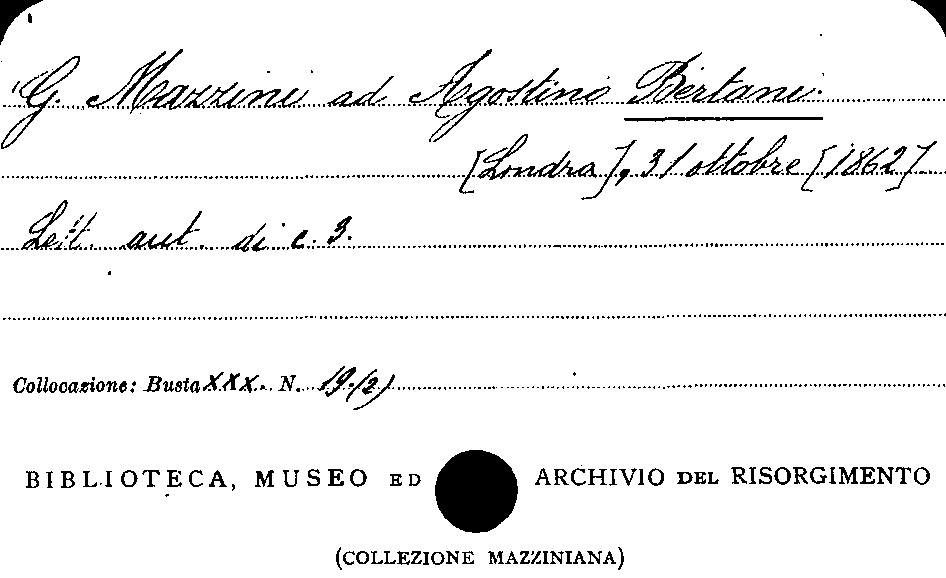 G. Mazzini ad Agostino Bertani.
[Londra], 31 ottobre [1862]
Lett. aut. di c. 3.
Collocazione: Busta XXX. N. 19.(2)
BIBLIOTECA, MUSEO ED ARCHIVIO DEL RISORGIMENTO
(COLLEZIONE MAZZINIANA)